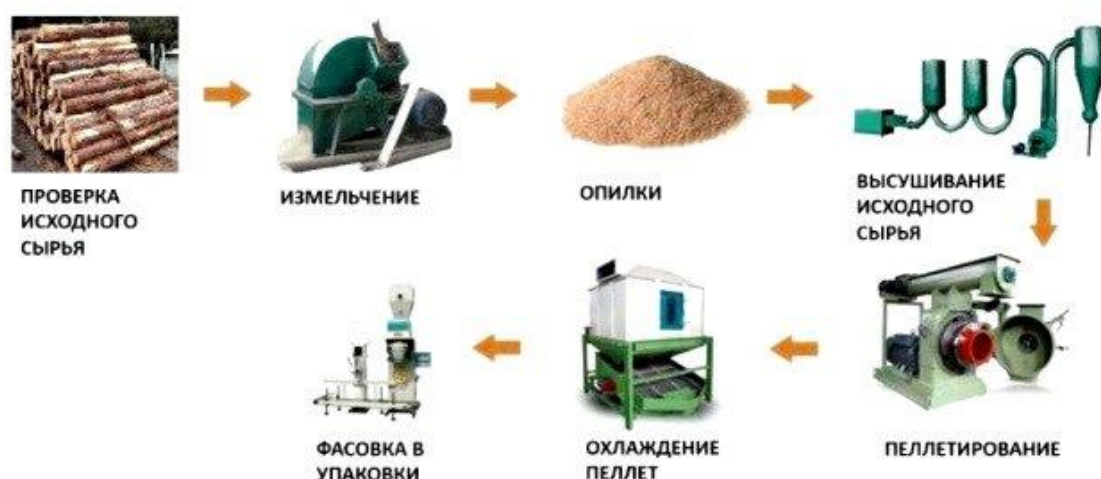 ПРОВЕРКА
ИСХОДНОГО
СЫРЬЯ
ИЗМЕЛЬЧЕНИЕ
ОПИЛКИ
ВЫСУШИВАНИЕ
ИСХОДНОГО
СЫРЬЯ
ПЕЛЛЕТИРОВАНИЕ
ОХЛАЖДЕНИЕ
ПЕЛЛЕТ
ФАСОВКА В
УПАКОВКИ